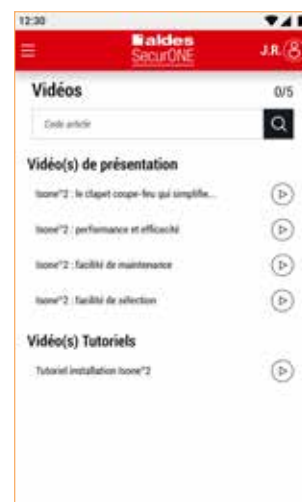 12:30
aldes
SecurONE
J.R.
Vidéos
0/5
Code article
Vidéo(s) de présentation
Isone^2 : le clapet coupe-feu qui simplifie...
Isone^2 : performance et efficacité
Isone^2 : facilité de maintenance
Isone^2 : facilité de sélection
Vidéo(s) Tutoriels
Tutoriel installation Isone^2